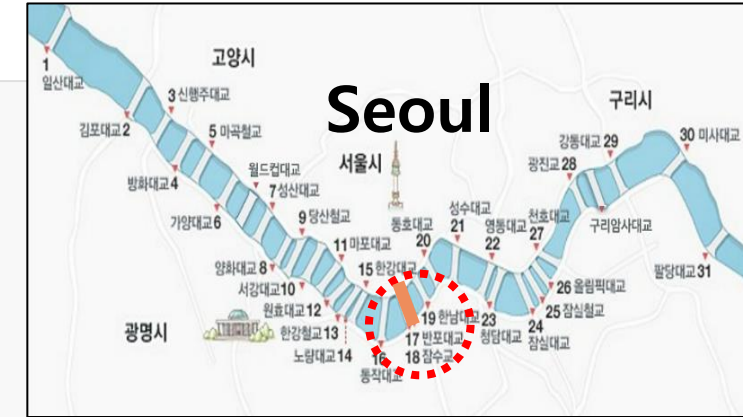 고양시
Seoul
서울시
구리시
광명시
1
일산대교
김포대교 2
3 신행주대교
방화대교 4
5 마곡철교
가양대교 6
월드컵대교
7 성산대교
양화대교 8
9 당산철교
서강대교 10
11 마포대교
원효대교 12
한강철교 13
노량대교 14
15 한강대교
16
동작대교
17 반포대교
18 잠수교
19 한남대교
동호대교
20
성수대교
21
영동대교
22
23
청담대교
24
잠실대교
25 잠실철교
26 올림픽대교
천호대교
27
광진교 28
강동대교 29
구리암사대교
30 미사대교
팔당대교 31